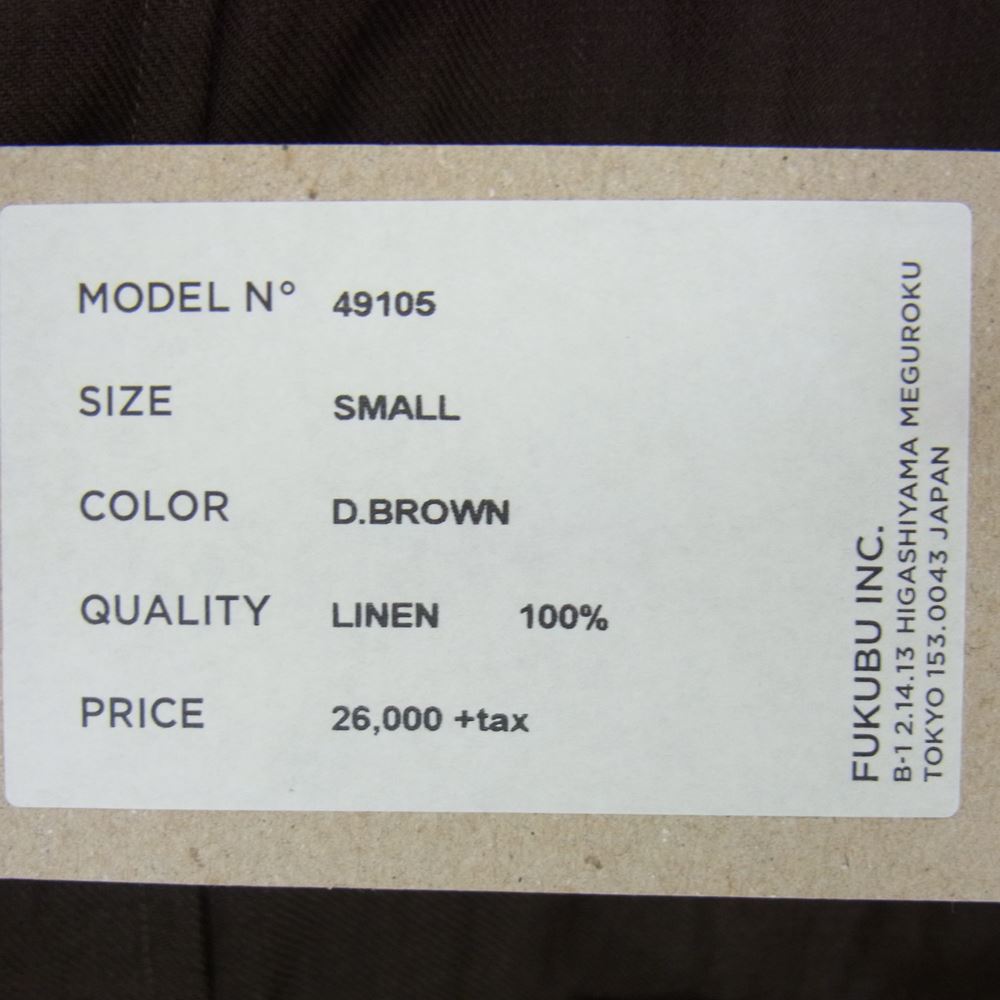 MODEL N° 49105
SIZE SMALL
COLOR D.BROWN
QUALITY LINEN 100%
PRICE 26,000 +tax
FUKUBU INC.
B-1 2.14.13 HIGASHIYAMA MEGUROKU
TOKYO 153.0043 JAPAN